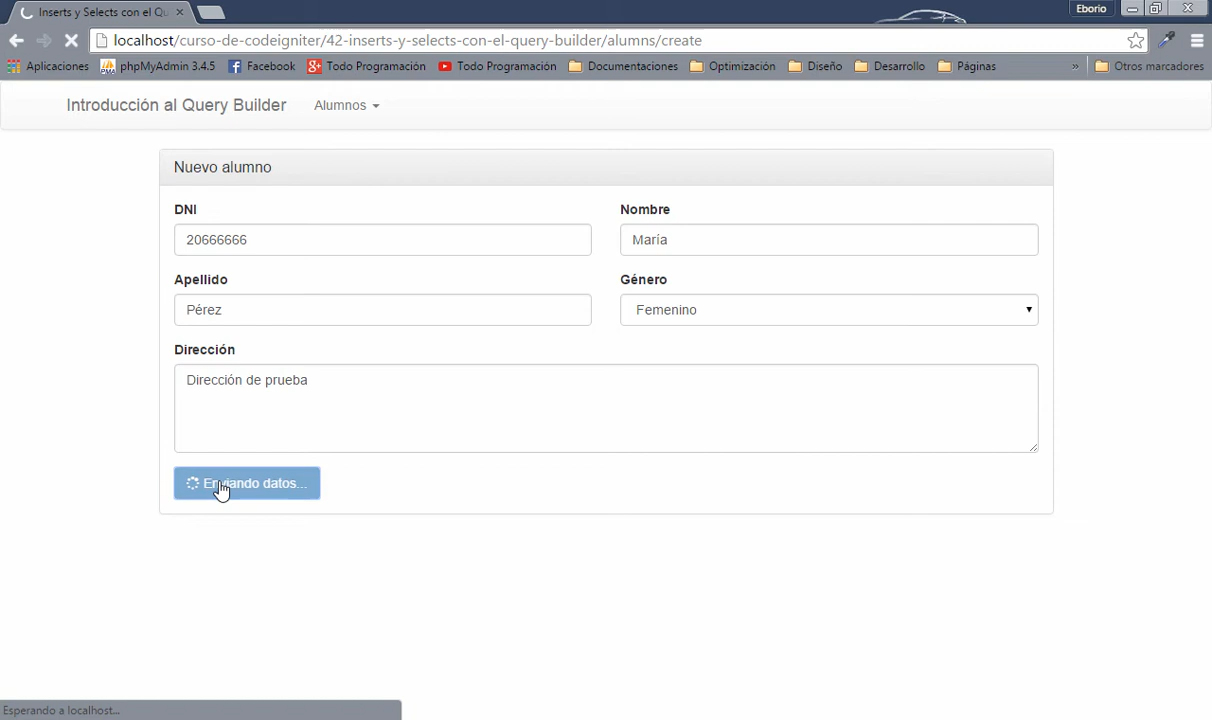 Inserts y Selects con el Qu
Eborio
localhost/curso-de-codeigniter/42-inserts-y-selects-con-el-query-builder/alumns/create
Aplicaciones phpMyAdmin 3.4.5 Facebook Todo Programación Todo Programación Documentaciones Optimización Diseño Desarrollo Páginas » Otros marcadores
Introducción al Query Builder Alumnos
Nuevo alumno
DNI Nombre
20666666 María
Apellido Género
Pérez Femenino
Dirección
Dirección de prueba
Enviando datos...
Esperando a localhost...